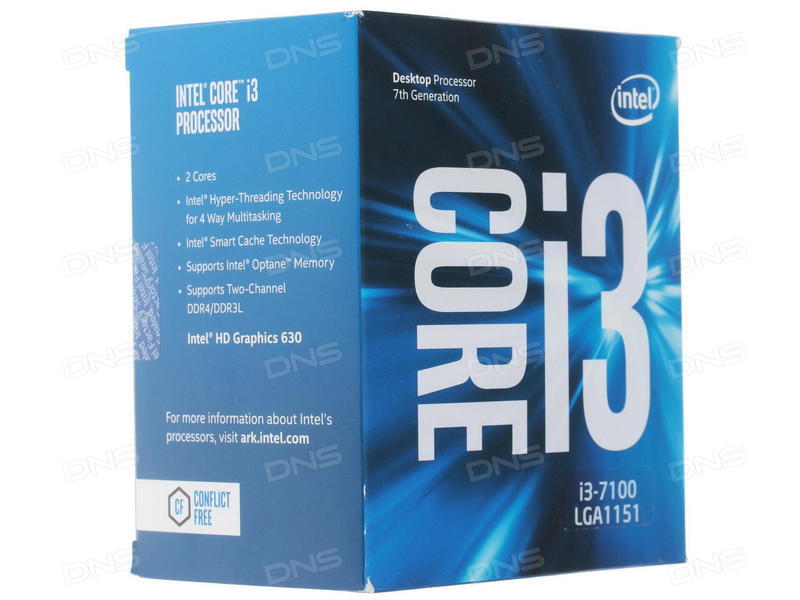 INTEL® CORE™ i3
PROCESSOR
• 2 Cores
• Intel® Hyper-Threading Technology
for 4 Way Multitasking
• Intel® Smart Cache Technology
• Supports Intel® Optane™ Memory
• Supports Two-Channel
DDR4/DDR3L
Intel® HD Graphics 630
For more information about Intel's
processors, visit ark.intel.com
CF CONFLICT
FREE
Desktop Processor
7th Generation
intel®
CORE i3
i3-7100
LGA1151
DNS